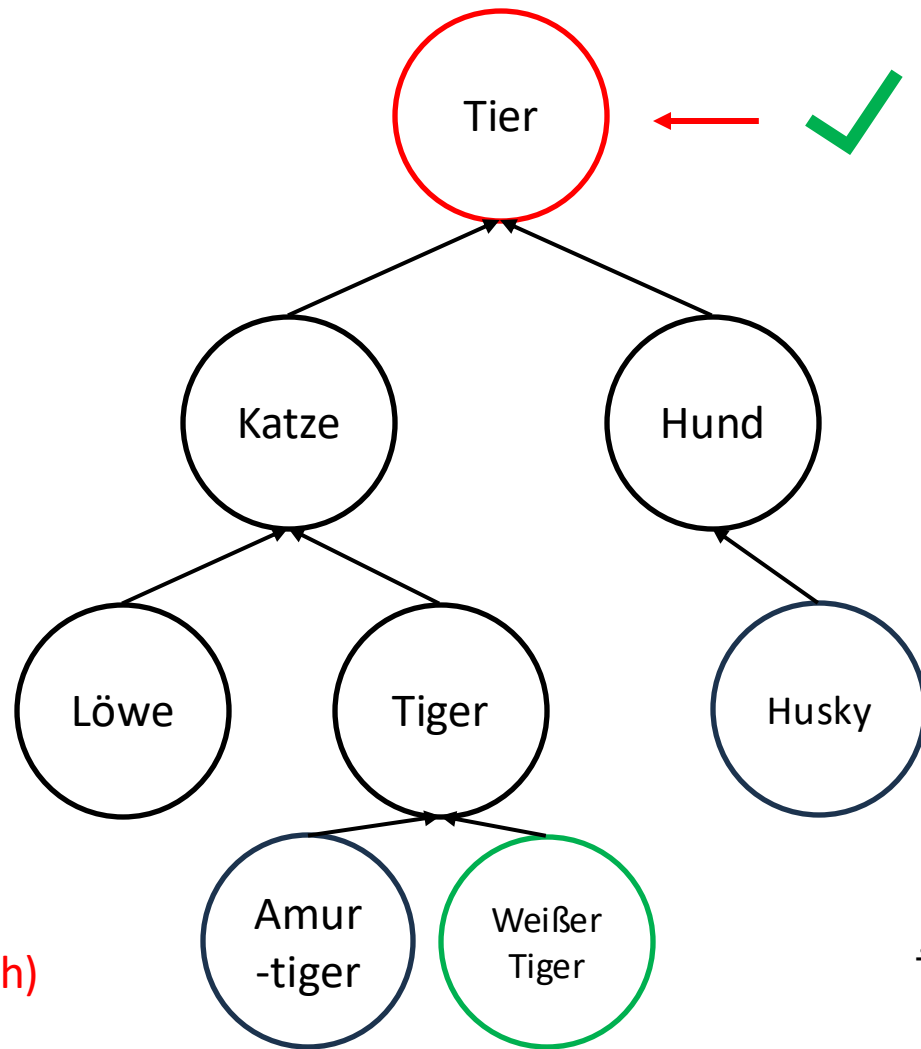 Tier
Katze
Hund
Löwe
Tiger
Husky
Amur
-tiger
Weißer
Tiger
h)